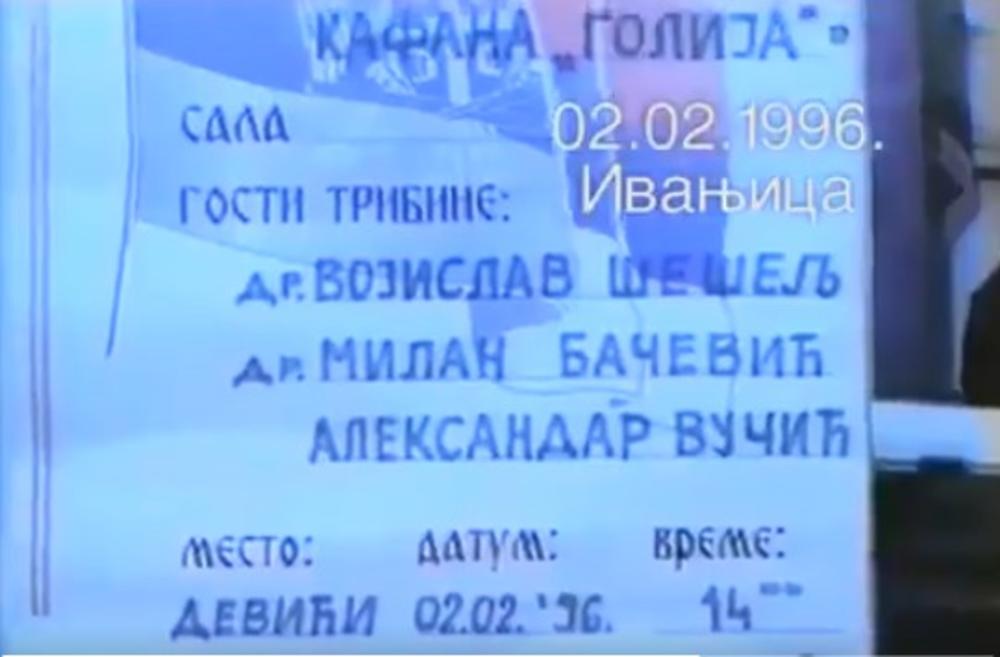 КАФАНА „ГОЛИЈА"
САЛА
02.02.1996.
Ивањица
ГОСТИ ТРИБИНЕ:
ДР. ВОЈИСЛАВ ШЕШЕЉ
ДР. МИЛАН БАЧЕВИЋ
АЛЕКСАНДАР ВУЧИЋ
МЕСТО: ДАТУМ: ВРЕМЕ:
ДЕВИЋИ 02.02.'96. 14°°